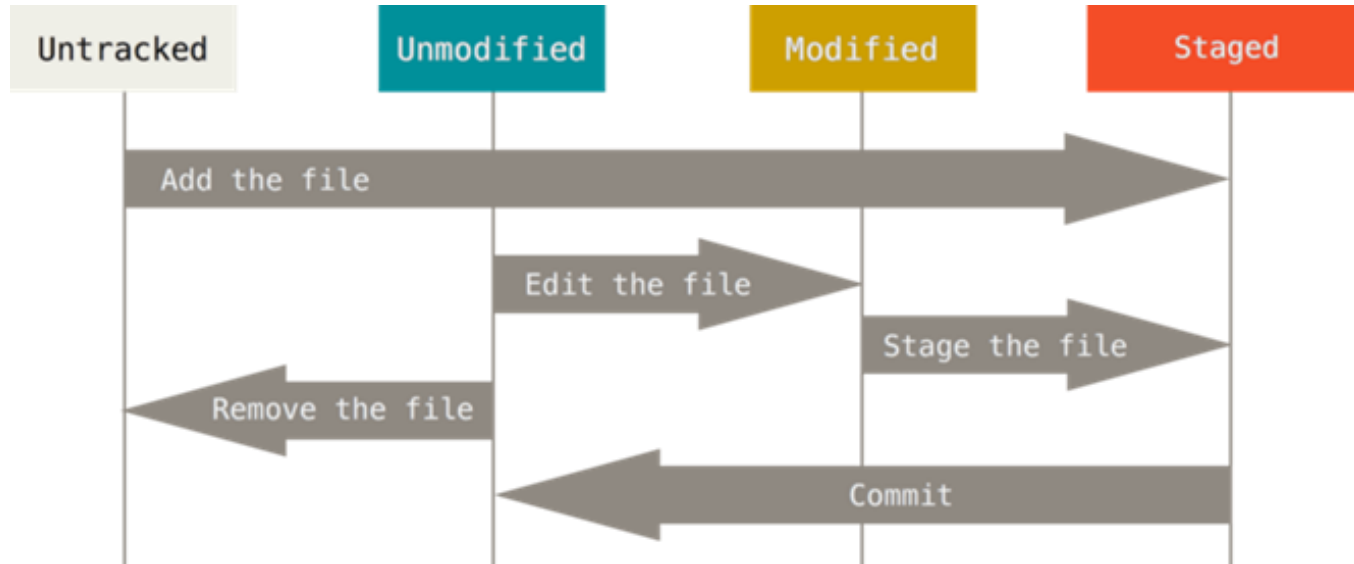 Untracked
Unmodified
Modified
Staged
Add the file
Edit the file
Stage the file
Remove the file
Commit